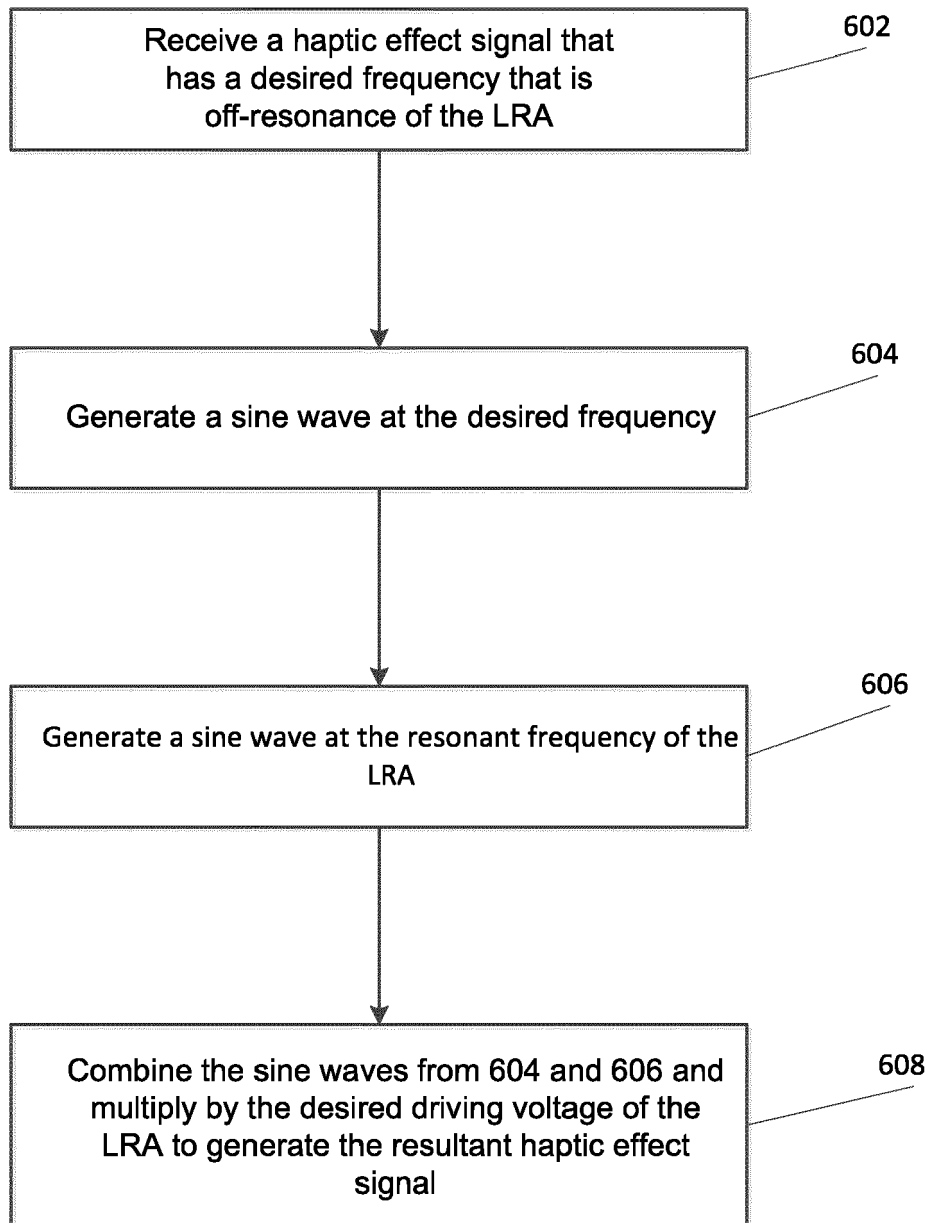 602
Receive a haptic effect signal that
has a desired frequency that is
off-resonance of the LRA
604
Generate a sine wave at the desired frequency
606
Generate a sine wave at the resonant frequency of the
LRA
608
Combine the sine waves from 604 and 606 and
multiply by the desired driving voltage of the
LRA to generate the resultant haptic effect
signal